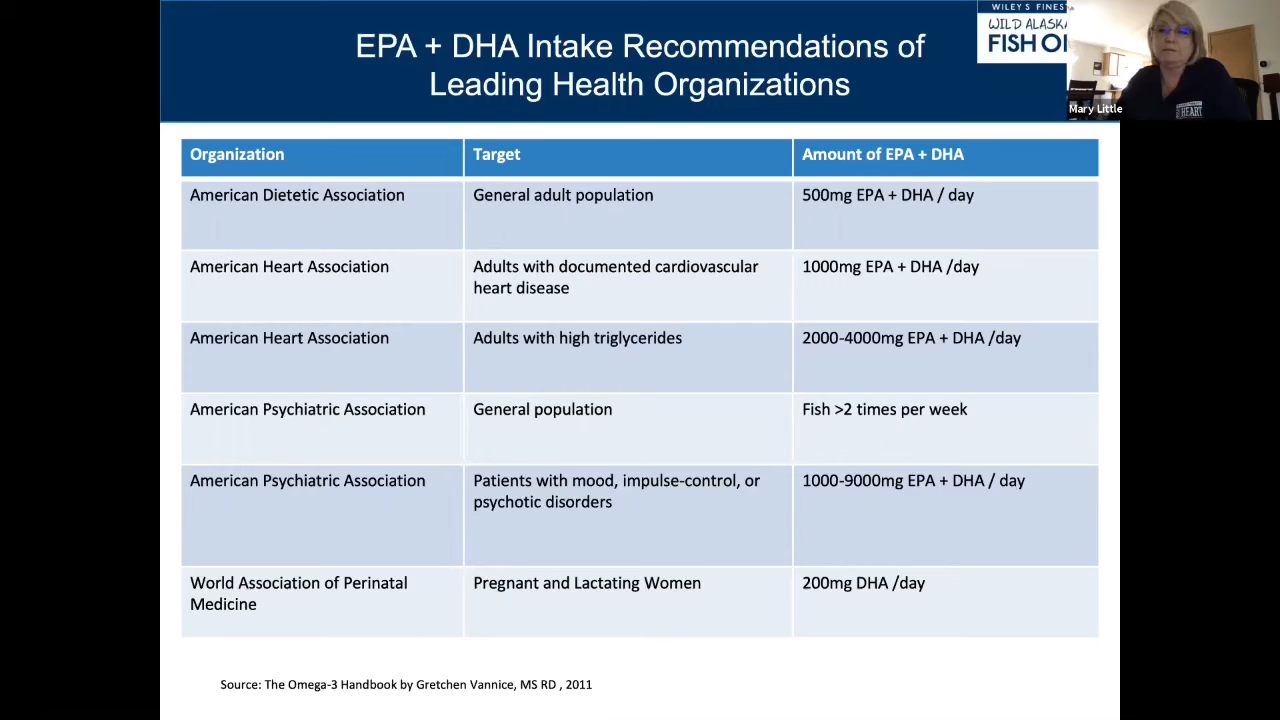 EPA + DHA Intake Recommendations of
Leading Health Organizations
WILEY'S FINEST
WILD ALASKA
FISH
Mary Little
HEART
Organization Target Amount of EPA + DHA
American Dietetic Association General adult population 500mg EPA + DHA / day
American Heart Association Adults with documented cardiovascular 1000mg EPA + DHA /day
heart disease
American Heart Association Adults with high triglycerides 2000-4000mg EPA + DHA /day
American Psychiatric Association General population Fish >2 times per week
American Psychiatric Association Patients with mood, impulse-control, or 1000-9000mg EPA + DHA / day
psychotic disorders
World Association of Perinatal Pregnant and Lactating Women 200mg DHA /day
Medicine
Source: The Omega-3 Handbook by Gretchen Vannice, MS RD , 2011